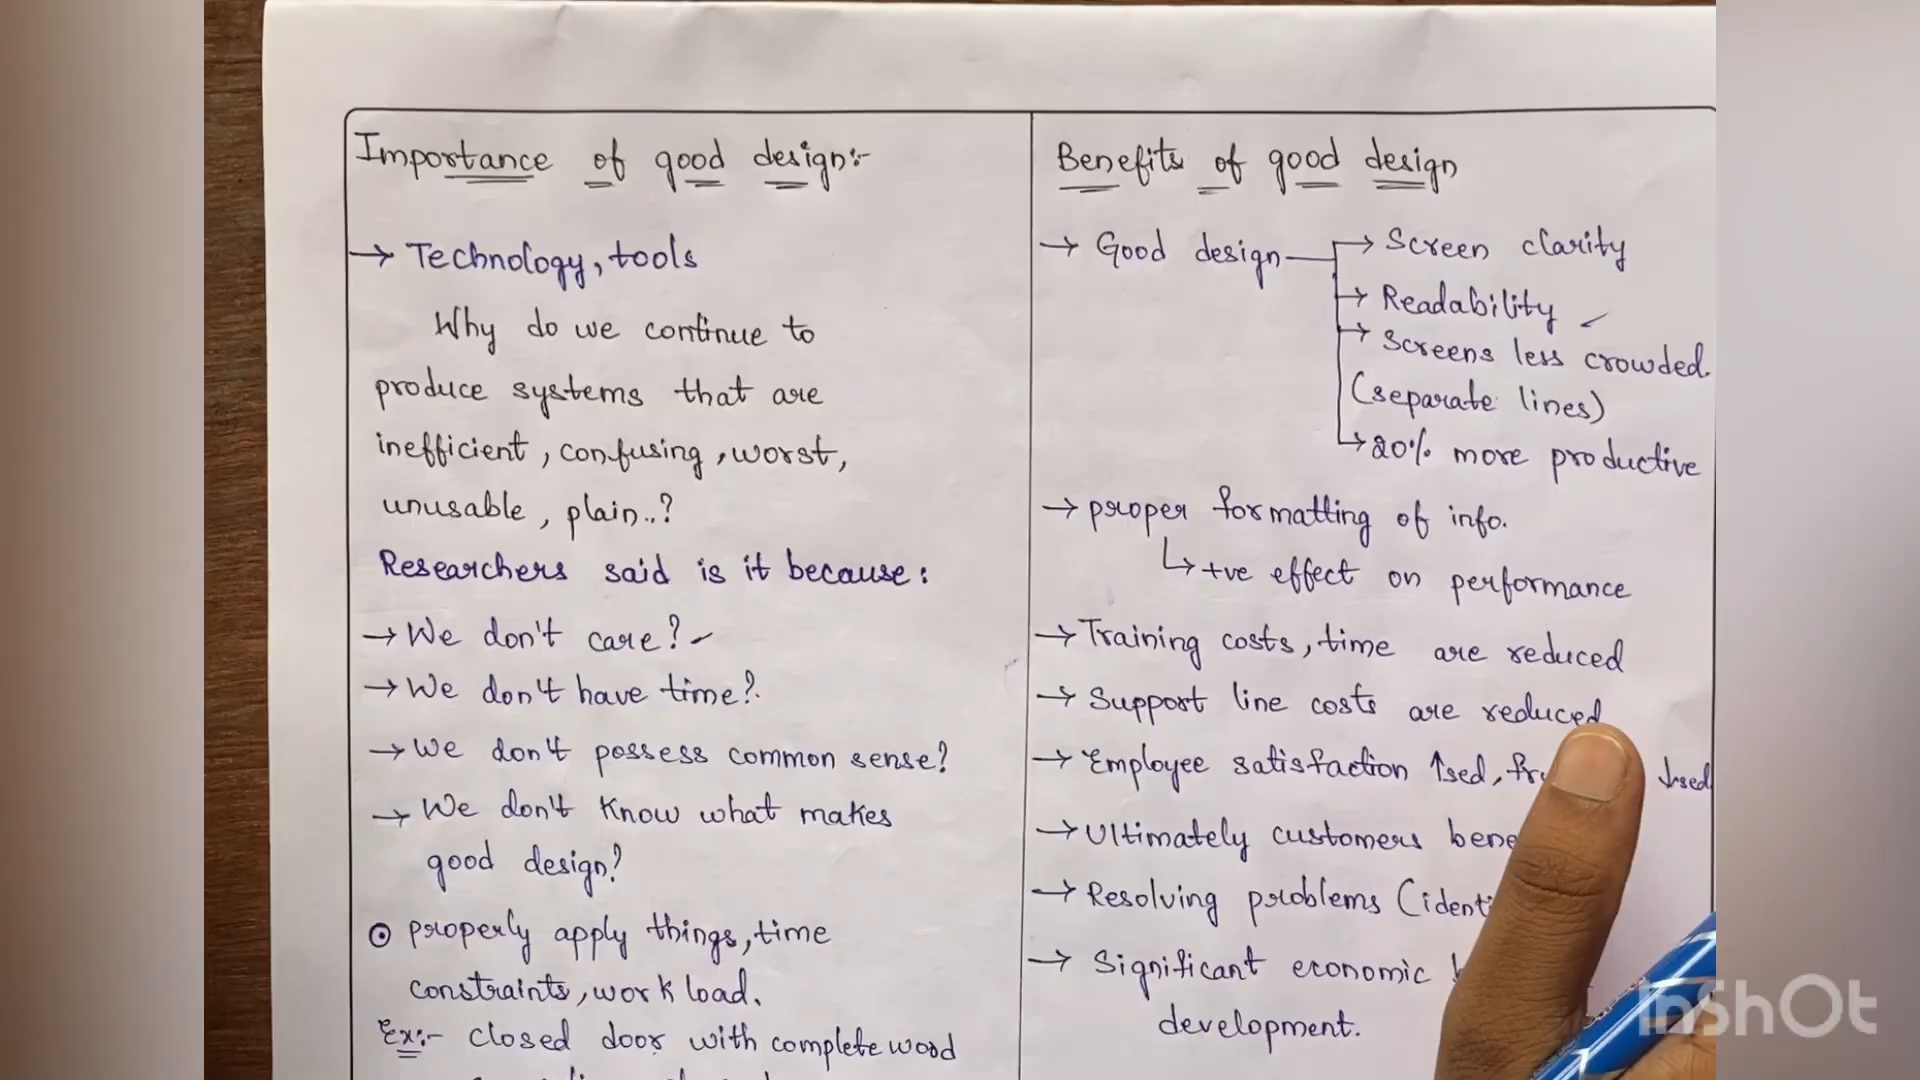 Importance of good design:-
→ Technology, tools
Why do we continue to
produce systems that are
inefficient, confusing, worst,
unusable, plain..?
Researchers said is it because:
→ We don't care?
→ We don't have time?
→ We don't possess common sense?
→ We don't know what makes
good design?
⊙ properly apply things, time
constraints, work load.
Ex:- closed door with complete wood
Benefits of good design
→ Good design → Screen clarity
→ Readability
→ Screens less crowded.
(separate lines)
→ 20% more productive
→ proper formatting of info.
↳ +ve effect on performance
→ Training costs, time are reduced
→ Support line costs are reduced
→ Employee satisfaction ↑sed, ↓sed
→ Ultimately customers
→ Resolving problems
→ Significant economic
development.
InShOt